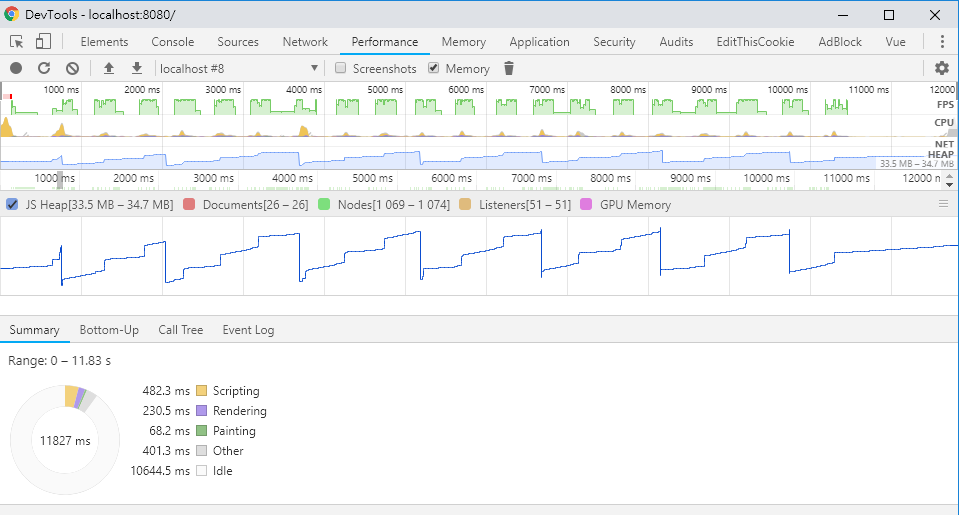 DevTools - localhost:8080/
Elements Console Sources Network Performance Memory Application Security Audits EditThisCookie AdBlock Vue
localhost #8 Screenshots Memory
1000 ms 2000 ms 3000 ms 4000 ms 5000 ms 6000 ms 7000 ms 8000 ms 9000 ms 10000 ms 11000 ms 12000
FPS
CPU
NET
HEAP
33.5 MB – 34.7 MB
1000 ms 2000 ms 3000 ms 4000 ms 5000 ms 6000 ms 7000 ms 8000 ms 9000 ms 10000 ms 11000 ms 12000 m
JS Heap[33.5 MB – 34.7 MB] Documents[26 – 26] Nodes[1 069 – 1 074] Listeners[51 – 51] GPU Memory
Summary Bottom-Up Call Tree Event Log
Range: 0 – 11.83 s
482.3 ms Scripting
230.5 ms Rendering
68.2 ms Painting
401.3 ms Other
10644.5 ms Idle
11827 ms